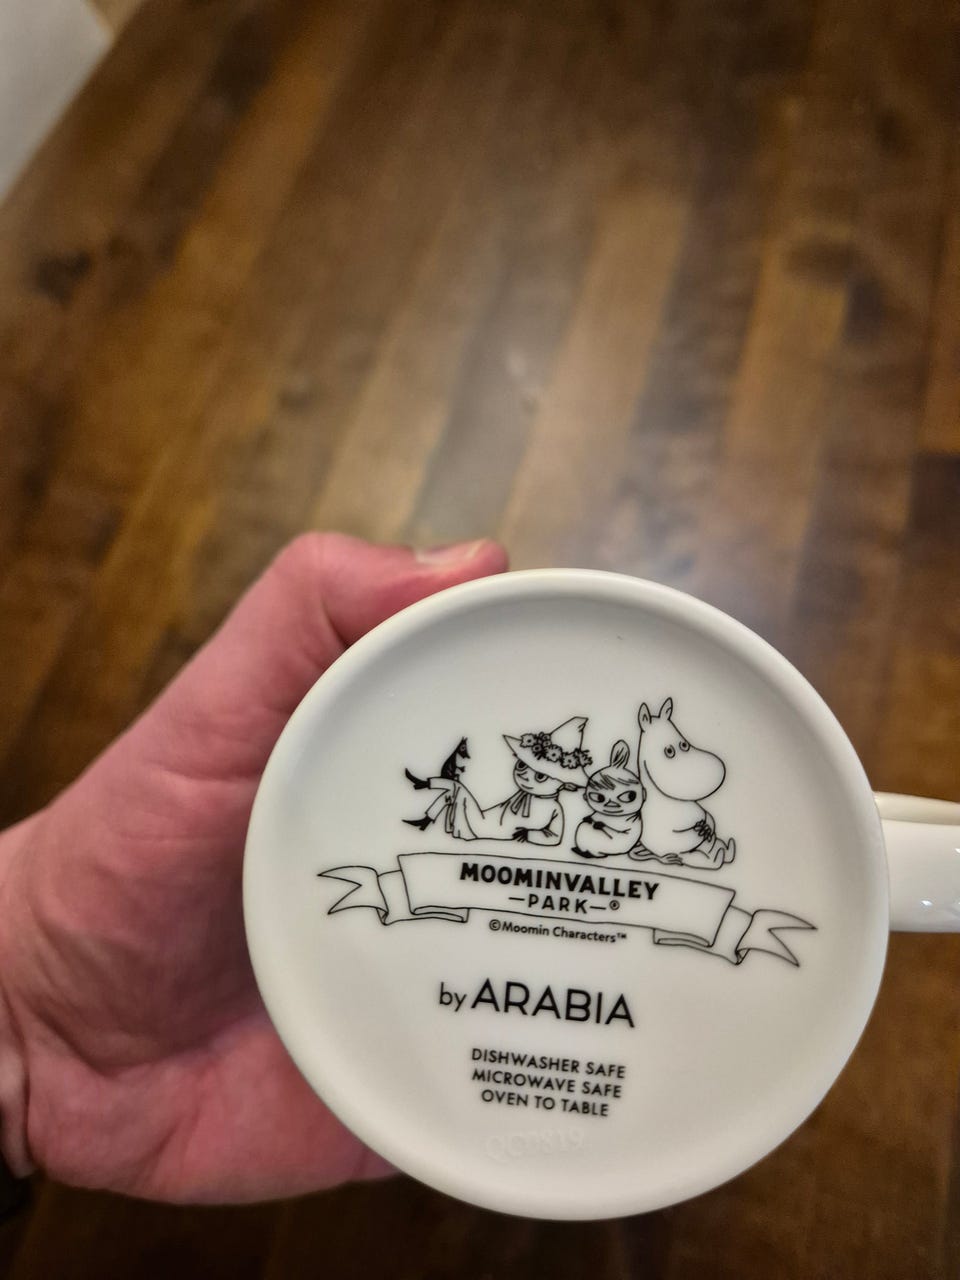 MOOMINVALLEY
—PARK—®
©Moomin Characters™
by ARABIA
DISHWASHER SAFE
MICROWAVE SAFE
OVEN TO TABLE